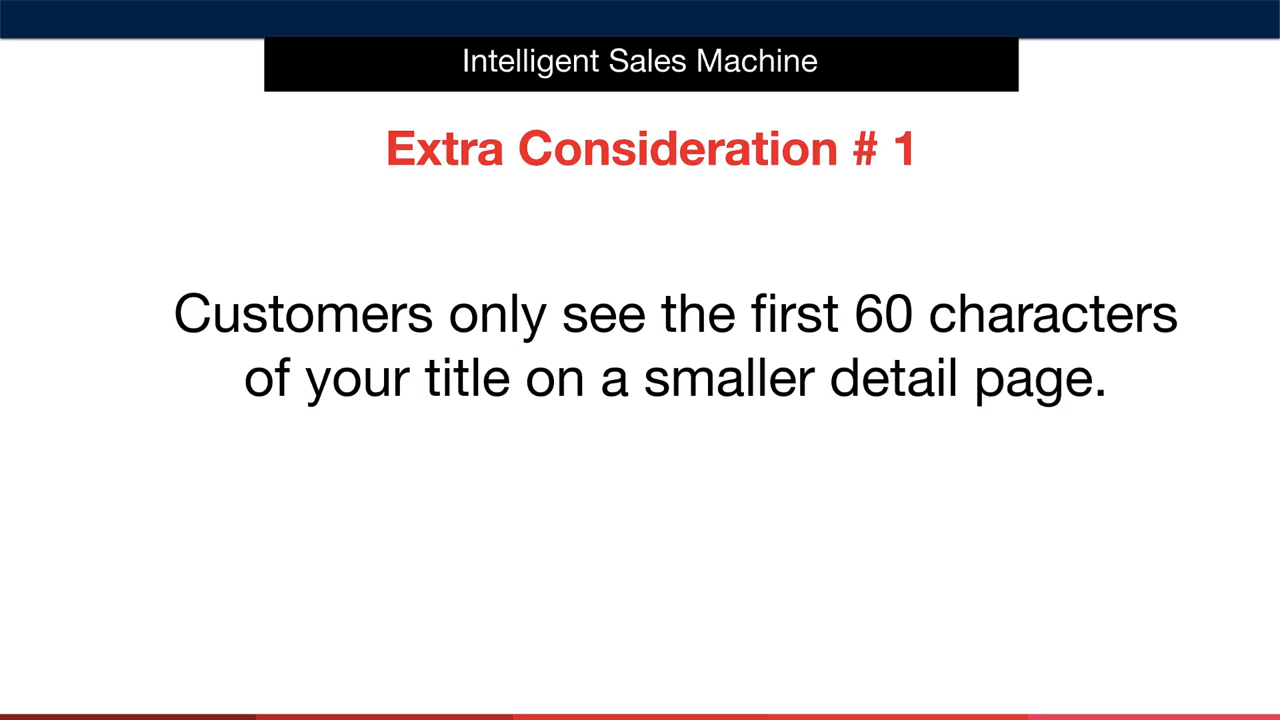 Intelligent Sales Machine
Extra Consideration # 1
Customers only see the first 60 characters
of your title on a smaller detail page.